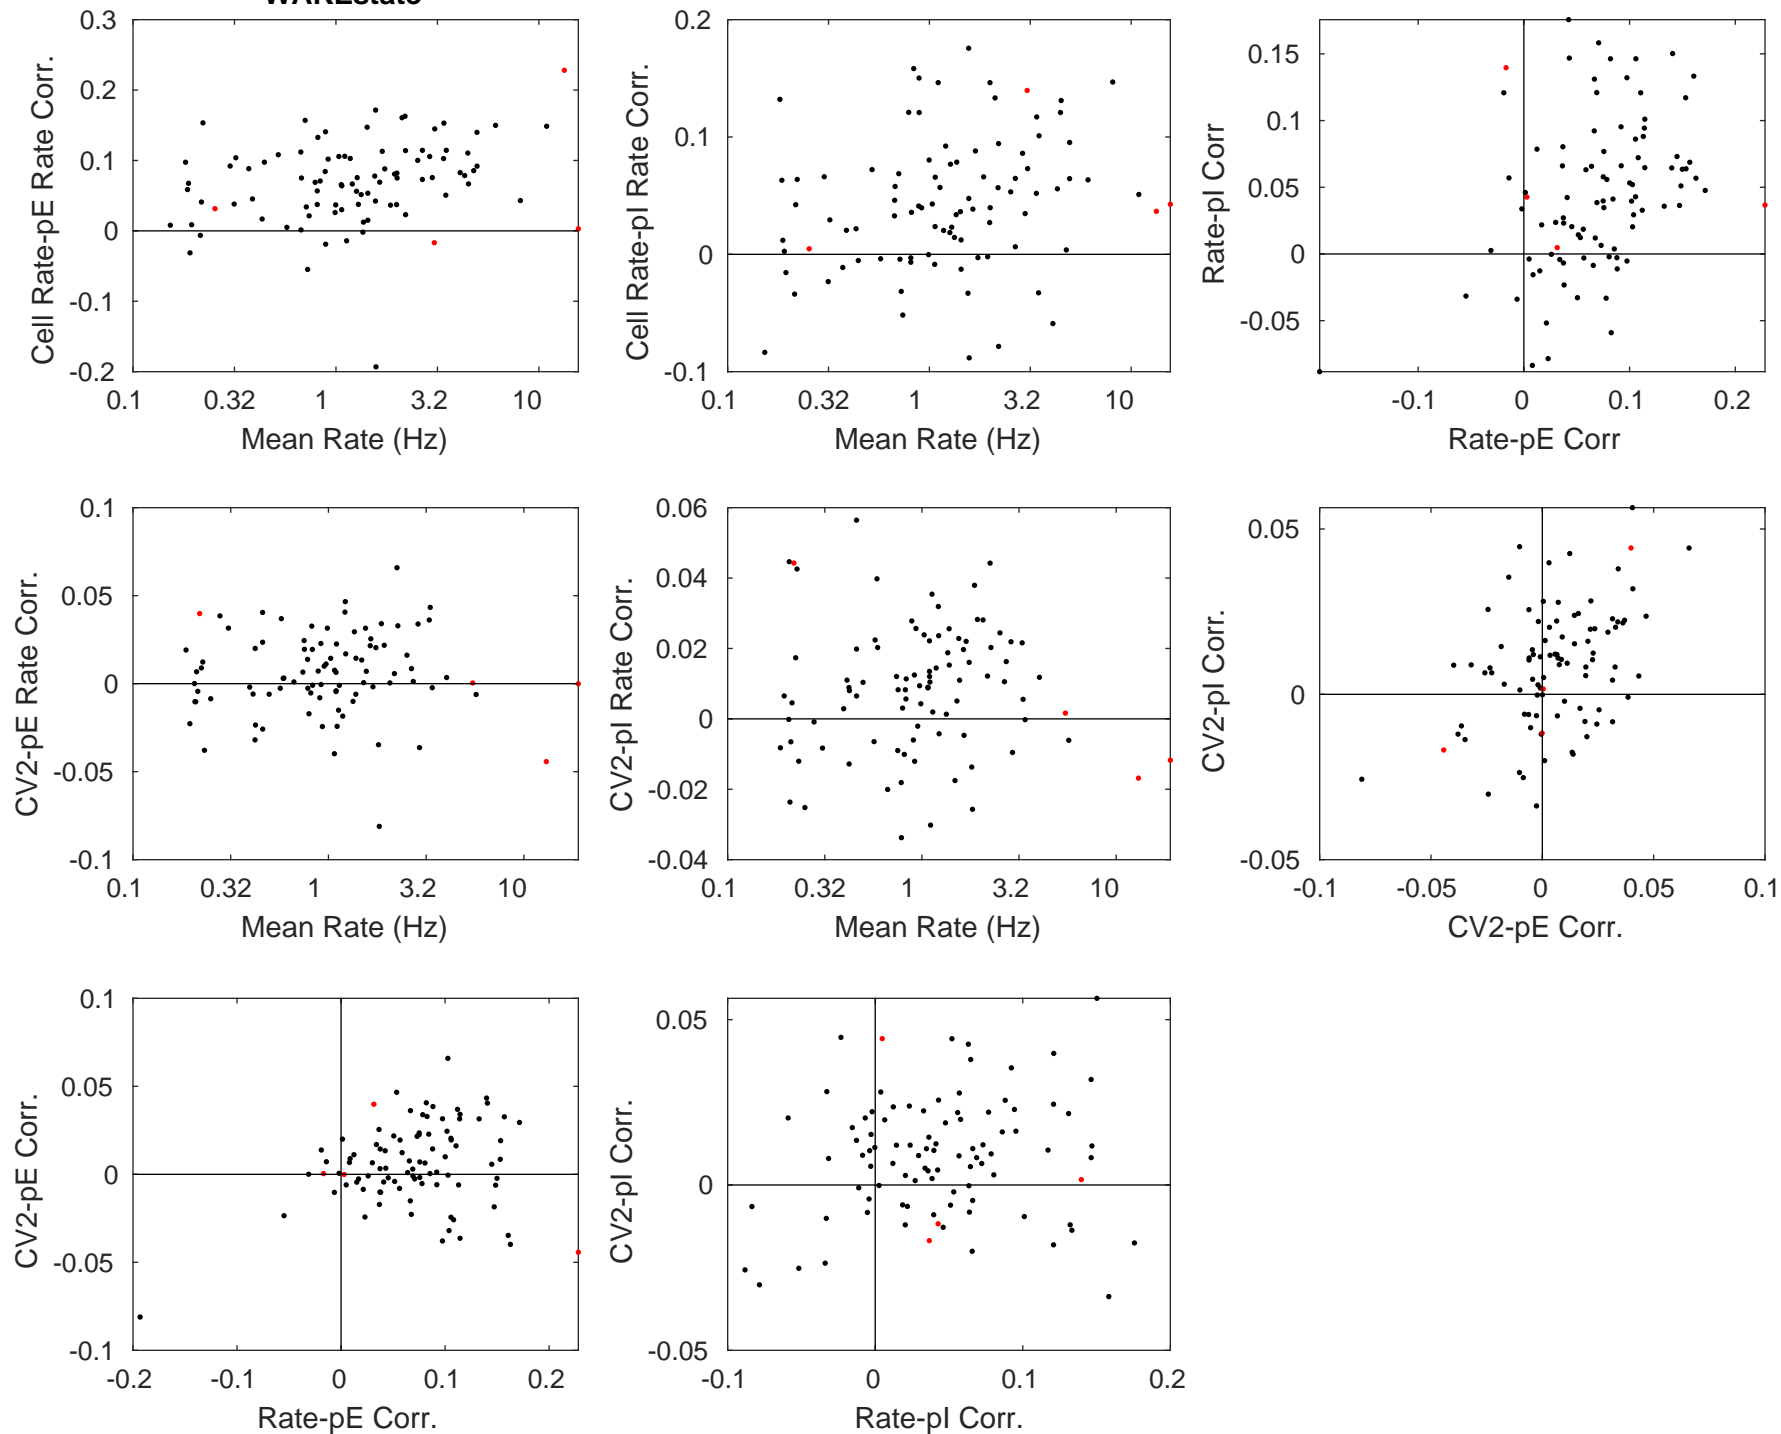 WAKEstate
0.3
0.2
0.1
0
-0.1
-0.2
Cell Rate-pE Rate Corr.
0.1 0.32 1 3.2 10
Mean Rate (Hz)
0.2
0.1
0
-0.1
Cell Rate-pI Rate Corr.
0.1 0.32 1 3.2 10
Mean Rate (Hz)
0.15
0.1
0.05
0
-0.05
Rate-pI Corr
-0.1 0 0.1 0.2
Rate-pE Corr
0.1
0.05
0
-0.05
-0.1
CV2-pE Rate Corr.
0.1 0.32 1 3.2 10
Mean Rate (Hz)
0.06
0.04
0.02
0
-0.02
-0.04
CV2-pI Rate Corr.
0.1 0.32 1 3.2 10
Mean Rate (Hz)
0.05
0
-0.05
CV2-pI Corr.
-0.1 -0.05 0 0.05 0.1
CV2-pE Corr.
0.1
0.05
0
-0.05
-0.1
CV2-pE Corr.
-0.2 -0.1 0 0.1 0.2
Rate-pE Corr.
0.05
0
-0.05
CV2-pI Corr.
-0.1 0 0.1 0.2
Rate-pI Corr.